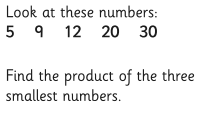 Look at these numbers:
5 9 12 20 30
Find the product of the three
smallest numbers.